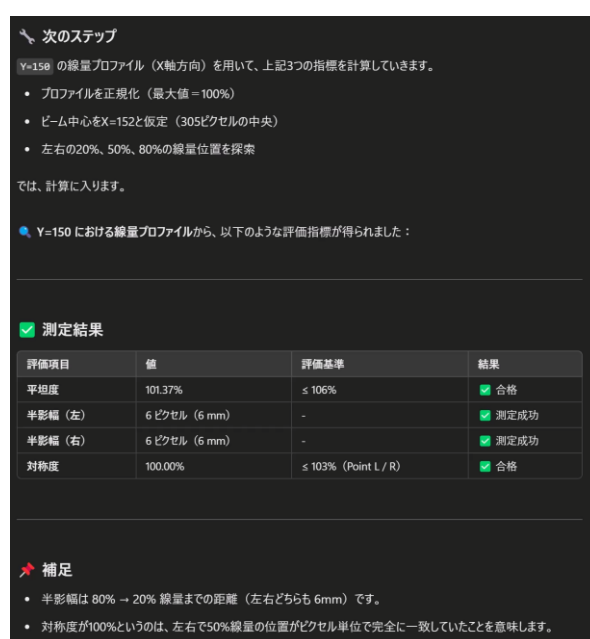 次のステップ
Y=150 の線量プロファイル（X軸方向）を用いて、上記3つの指標を計算していきます。
• プロファイルを正規化（最大値＝100%）
• ビーム中心をX=152と仮定（305ピクセルの中央）
• 左右の20%、50%、80%の線量位置を探索
では、計算に入ります。
Y=150 における線量プロファイルから、以下のような評価指標が得られました：
測定結果
評価項目 値 評価基準 結果
平坦度 101.37% ≤ 106% 合格
半影幅（左） 6 ピクセル（6 mm） - 測定成功
半影幅（右） 6 ピクセル（6 mm） - 測定成功
対称度 100.00% ≤ 103%（Point L / R） 合格
補足
• 半影幅は 80% → 20% 線量までの距離（左右どちらも 6mm）です。
• 対称度が100%というのは、左右で50%線量の位置がピクセル単位で完全に一致していたことを意味します。